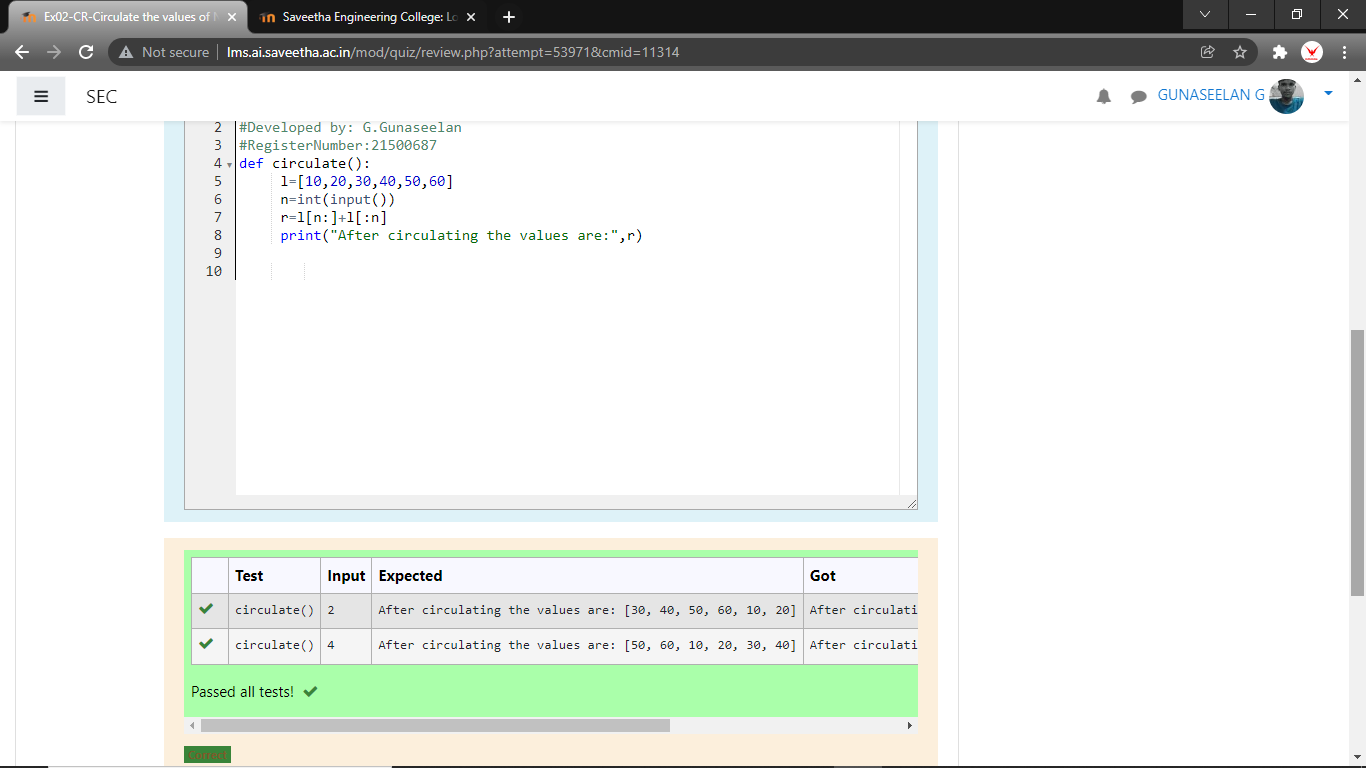 Ex02-CR-Circulate the values of
Saveetha Engineering College: Lo
Not secure
lms.ai.saveetha.ac.in/mod/quiz/review.php?attempt=53971&cmid=11314
SEC
GUNASEELAN G
2 #Developed by: G.Gunaseelan
3 #RegisterNumber:21500687
4 def circulate():
5 l=[10,20,30,40,50,60]
6 n=int(input())
7 r=l[n:]+l[:n]
8 print("After circulating the values are:",r)
9
10
Test Input Expected Got
circulate() 2 After circulating the values are: [30, 40, 50, 60, 10, 20] After circulati
circulate() 4 After circulating the values are: [50, 60, 10, 20, 30, 40] After circulati
Passed all tests!